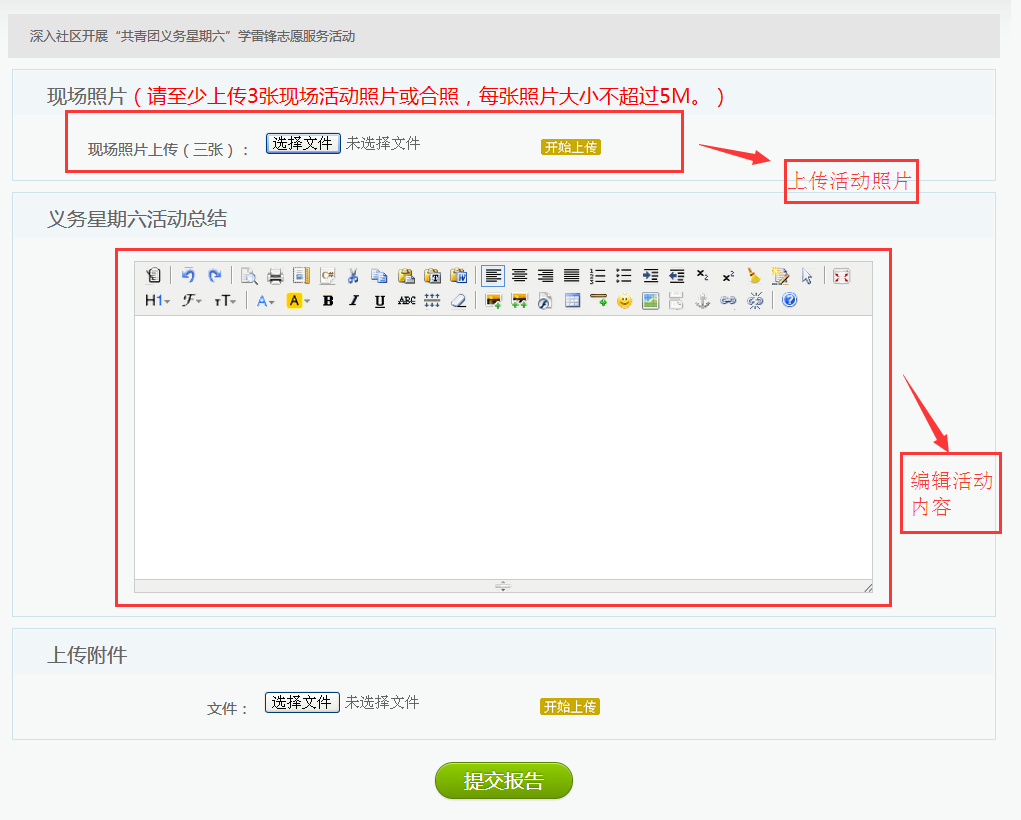 深入社区开展“共青团义务星期六”学雷锋志愿服务活动
现场照片（请至少上传3张现场活动照片或合照，每张照片大小不超过5M。）
现场照片上传（三张）： 选择文件 未选择文件 开始上传
上传活动照片
义务星期六活动总结
H1 F тT A A B I U ABC
编辑活动
内容
上传附件
文件： 选择文件 未选择文件 开始上传
提交报告